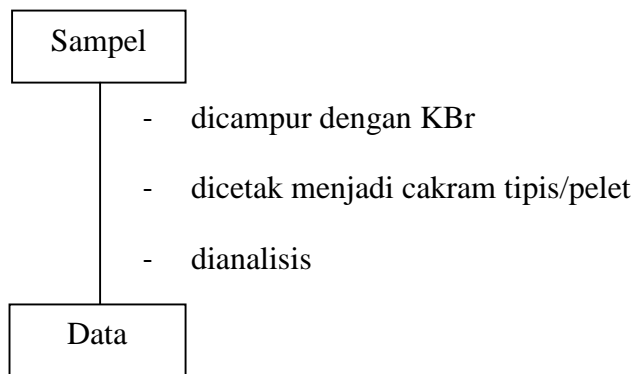 Sampel
- dicampur dengan KBr
- dicetak menjadi cakram tipis/pelet
- dianalisis
Data